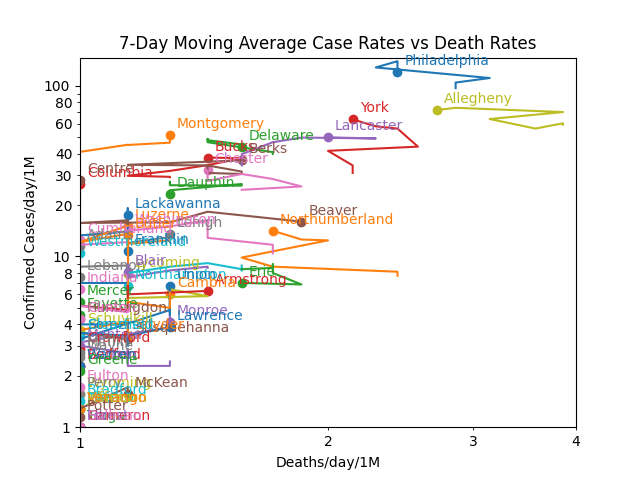 7-Day Moving Average Case Rates vs Death Rates
Philadelphia
Allegheny
York
Montgomery
Lancaster
Delaware
Bucks
Berks
Chester
Centre
Columbia
Dauphin
Lackawanna
Beaver
Luzerne
Northumberland
Lehigh
Cumberland
Franklin
Westmoreland
Blair
Lycoming
Lebanon
Erie
Indiana
Northampton
Union
Armstrong
Cambria
Mercer
Fayette
Huntingdon
Monroe
Lawrence
Schuylkill
Somerset
Snyder
Susquehanna
Crawford
Wayne
Bedford
Greene
Fulton
Perry
McKean
Bradford
Potter
Cameron
100
80
60
40
30
20
10
8
6
4
3
2
1
Confirmed Cases/day/1M
1
2
3
4
Deaths/day/1M